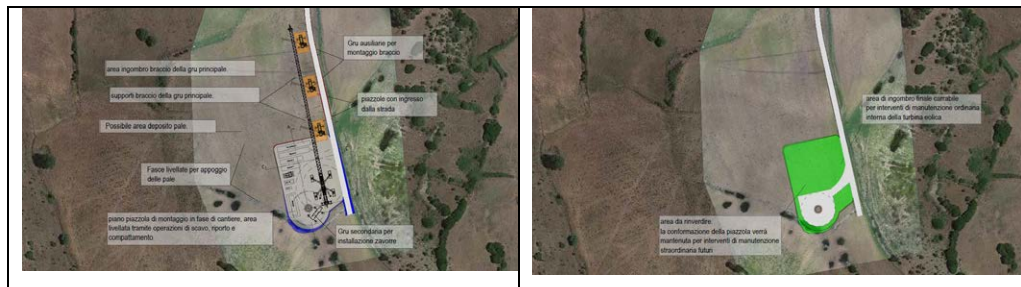 Gru ausiliarie per
montaggio braccio
area ingombro braccio della gru principale.
supporti braccio della gru principale.
piazzole con ingresso
dalla strada
Possibile area deposito pale.
Fasce livellate per appoggio
delle pale
piano piazzola di montaggio in fase di cantiere, area
livellata tramite operazioni di scavo, riporto e
compattamento
Gru secondaria per
installazione zavorre
area di ingombro finale carrabile
per interventi di manutenzione ordinaria
interna della turbina eolica
area da rinverdire.
la conformazione della piazzola verrà
mantenuta per interventi di manutenzione
straordinaria futuri